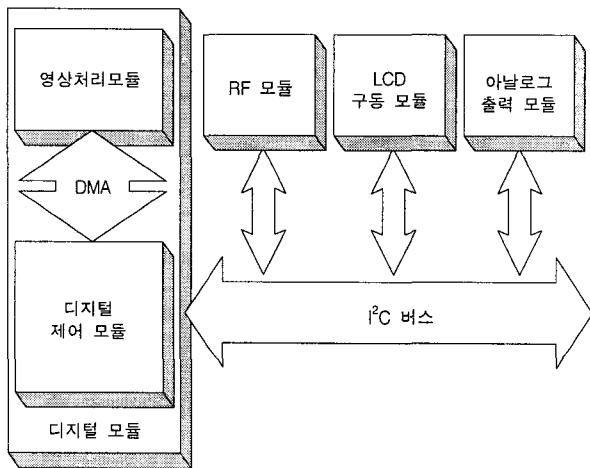 영상처리모듈
RF 모듈
LCD
구동 모듈
아날로그
출력 모듈
DMA
디지털
제어 모듈
I²C 버스
디지털 모듈